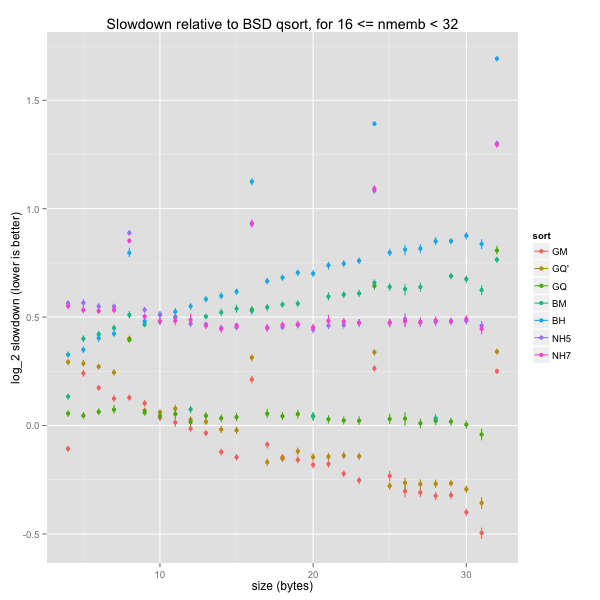 Slowdown relative to BSD qsort, for 16 <= nmemb < 32
log_2 slowdown (lower is better)
1.5
1.0
0.5
0.0
-0.5
10
20
30
size (bytes)
sort
GM
GQ'
GQ
BM
BH
NH5
NH7